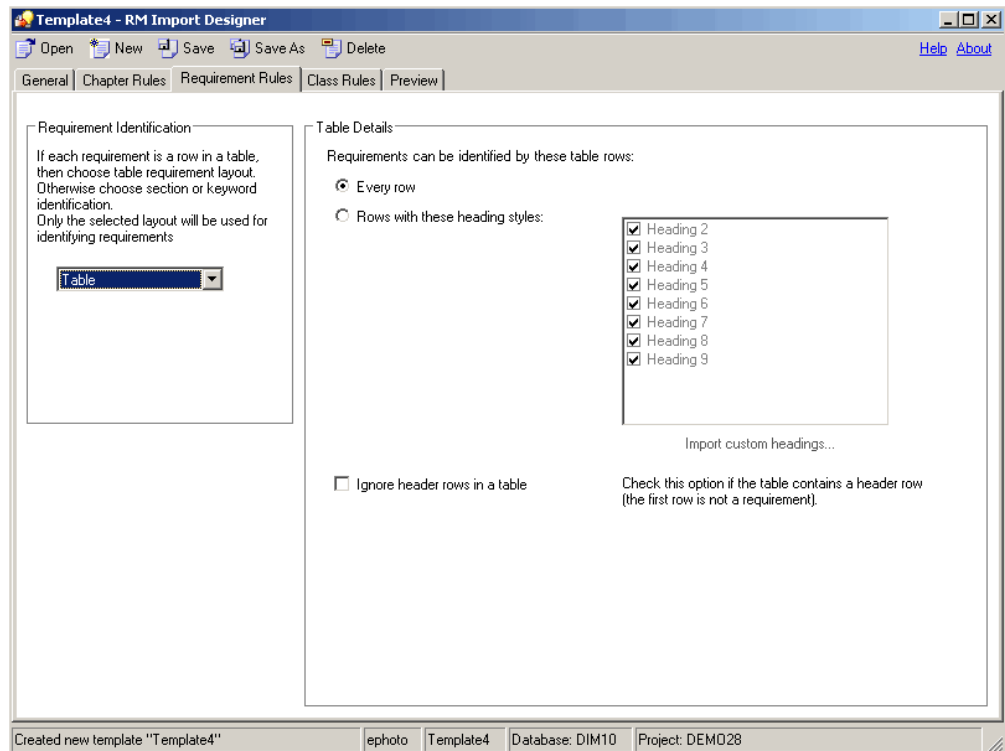 Template4 - RM Import Designer
Open New Save Save As Delete Help About
General Chapter Rules Requirement Rules Class Rules Preview
Requirement Identification
If each requirement is a row in a table,
then choose table requirement layout.
Otherwise choose section or keyword
identification.
Only the selected layout will be used for
identifying requirements
Table
Table Details
Requirements can be identified by these table rows:
Every row
Rows with these heading styles:
Heading 2
Heading 3
Heading 4
Heading 5
Heading 6
Heading 7
Heading 8
Heading 9
Import custom headings...
Ignore header rows in a table
Check this option if the table contains a header row
(the first row is not a requirement).
Created new template "Template4" ephoto Template4 Database: DIM10 Project: DEMO28